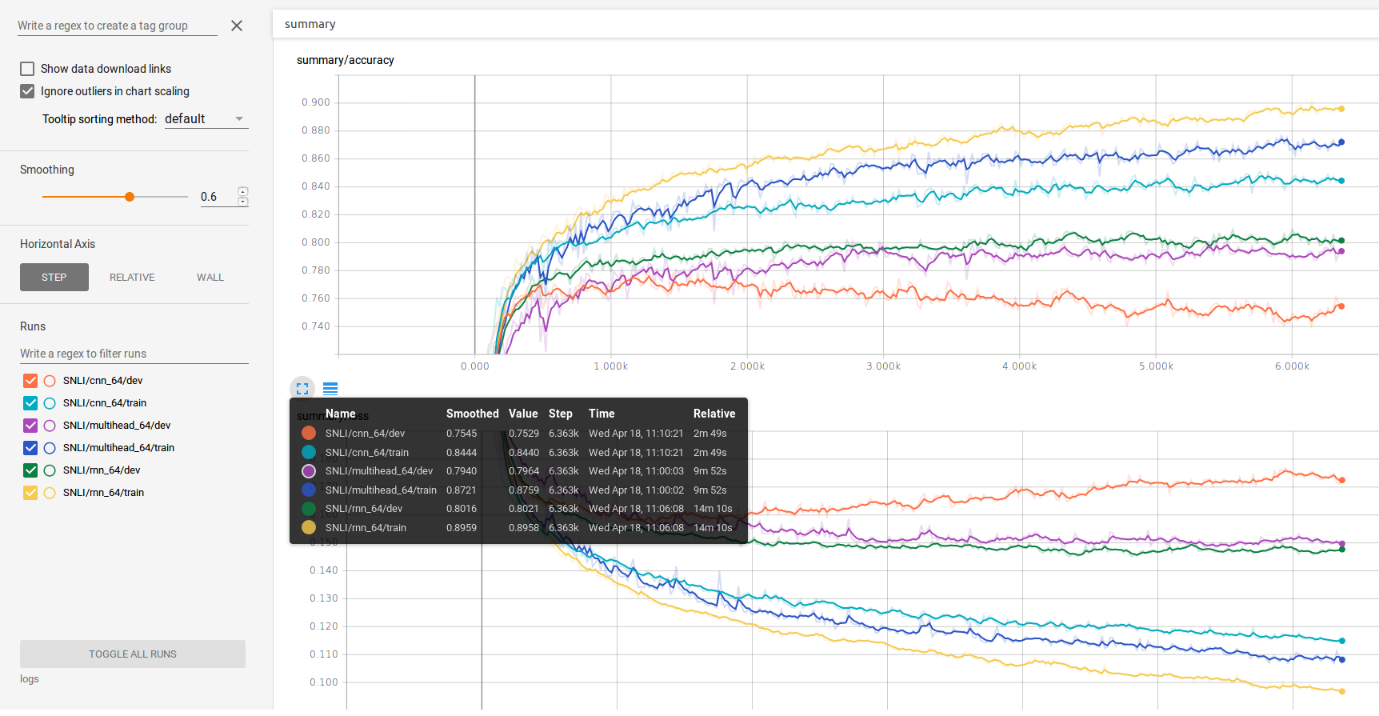 Write a regex to create a tag group
Show data download links
Ignore outliers in chart scaling
Tooltip sorting method: default
Smoothing
0.6
Horizontal Axis
STEP RELATIVE WALL
Runs
Write a regex to filter runs
SNLI/cnn_64/dev
SNLI/cnn_64/train
SNLI/multihead_64/dev
SNLI/multihead_64/train
SNLI/rnn_64/dev
SNLI/rnn_64/train
TOGGLE ALL RUNS
logs
summary
summary/accuracy
0.900
0.880
0.860
0.840
0.820
0.800
0.780
0.760
0.740
0.000 1.000k 2.000k 3.000k 4.000k 5.000k 6.000k
Name Smoothed Value Step Time Relative
SNLI/cnn_64/dev 0.7545 0.7529 6.363k Wed Apr 18, 11:10:21 2m 49s
SNLI/cnn_64/train 0.8444 0.8440 6.363k Wed Apr 18, 11:10:21 2m 49s
SNLI/multihead_64/dev 0.7940 0.7964 6.363k Wed Apr 18, 11:00:03 9m 52s
SNLI/multihead_64/train 0.8721 0.8759 6.363k Wed Apr 18, 11:00:02 9m 52s
SNLI/rnn_64/dev 0.8016 0.8021 6.363k Wed Apr 18, 11:06:08 14m 10s
SNLI/rnn_64/train 0.8959 0.8958 6.363k Wed Apr 18, 11:06:08 14m 10s
0.150
0.140
0.130
0.120
0.110
0.100